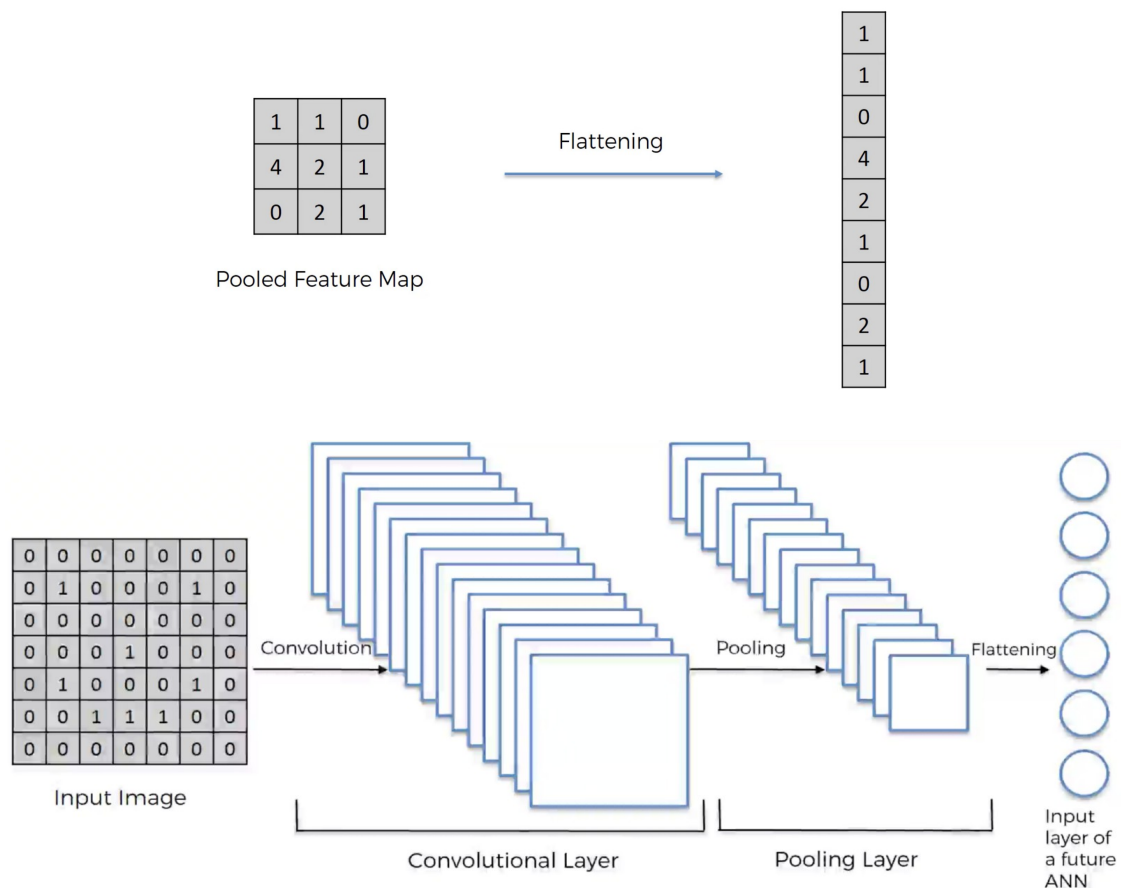 1 1 0
4 2 1
0 2 1
Pooled Feature Map
Flattening
1
1
0
4
2
1
0
2
1
0 0 0 0 0 0 0
0 1 0 0 0 1 0
0 0 0 0 0 0 0
0 0 0 1 0 0 0
0 1 0 0 0 1 0
0 0 1 1 1 0 0
0 0 0 0 0 0 0
Input Image
Convolution
Convolutional Layer
Pooling
Pooling Layer
Flattening
Input
layer of
a future
ANN